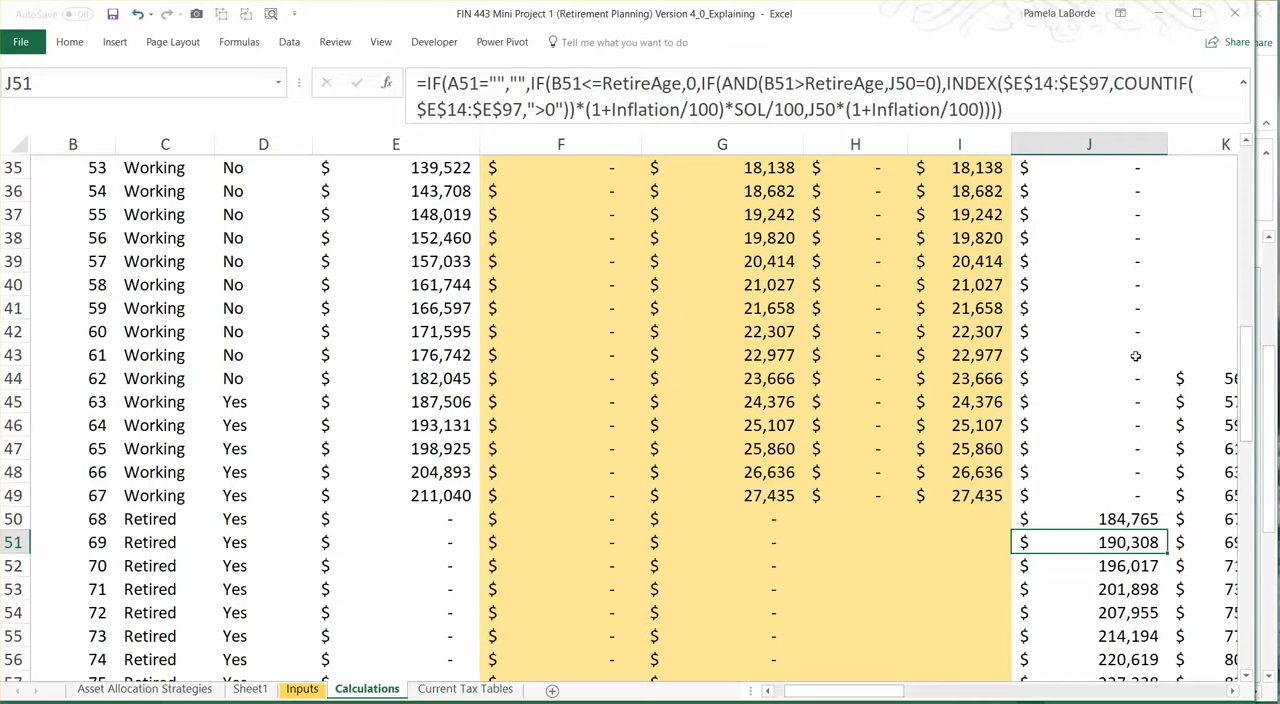 AutoSave Off FIN 443 Mini Project 1 (Retirement Planning) Version 4_0_Explaining - Excel Pamela LaBorde
File Home Insert Page Layout Formulas Data Review View Developer Power Pivot Tell me what you want to do Share
J51 fx =IF(A51="","",IF(B51<=RetireAge,0,IF(AND(B51>RetireAge,J50=0),INDEX($E$14:$E$97,COUNTIF(
$E$14:$E$97,">0"))*(1+Inflation/100)*SOL/100,J50*(1+Inflation/100))))
B C D E F G H I J K
35 53 Working No $ 139,522 $ - $ 18,138 $ - $ 18,138 $ -
36 54 Working No $ 143,708 $ - $ 18,682 $ - $ 18,682 $ -
37 55 Working No $ 148,019 $ - $ 19,242 $ - $ 19,242 $ -
38 56 Working No $ 152,460 $ - $ 19,820 $ - $ 19,820 $ -
39 57 Working No $ 157,033 $ - $ 20,414 $ - $ 20,414 $ -
40 58 Working No $ 161,744 $ - $ 21,027 $ - $ 21,027 $ -
41 59 Working No $ 166,597 $ - $ 21,658 $ - $ 21,658 $ -
42 60 Working No $ 171,595 $ - $ 22,307 $ - $ 22,307 $ -
43 61 Working No $ 176,742 $ - $ 22,977 $ - $ 22,977 $ -
44 62 Working No $ 182,045 $ - $ 23,666 $ - $ 23,666 $ - $
45 63 Working Yes $ 187,506 $ - $ 24,376 $ - $ 24,376 $ - $
46 64 Working Yes $ 193,131 $ - $ 25,107 $ - $ 25,107 $ - $
47 65 Working Yes $ 198,925 $ - $ 25,860 $ - $ 25,860 $ - $
48 66 Working Yes $ 204,893 $ - $ 26,636 $ - $ 26,636 $ - $
49 67 Working Yes $ 211,040 $ - $ 27,435 $ - $ 27,435 $ - $
50 68 Retired Yes $ - $ - $ - $ 184,765 $
51 69 Retired Yes $ - $ - $ - $ 190,308 $
52 70 Retired Yes $ - $ - $ - $ 196,017 $
53 71 Retired Yes $ - $ - $ - $ 201,898 $
54 72 Retired Yes $ - $ - $ - $ 207,955 $
55 73 Retired Yes $ - $ - $ - $ 214,194 $
56 74 Retired Yes $ - $ - $ - $ 220,619 $
Asset Allocation Strategies Sheet1 Inputs Calculations Current Tax Tables